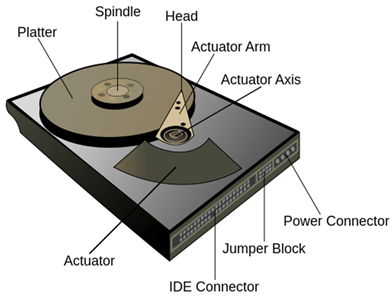 Spindle
Head
Platter
Actuator Arm
Actuator Axis
Power Connector
Jumper Block
Actuator
IDE Connector